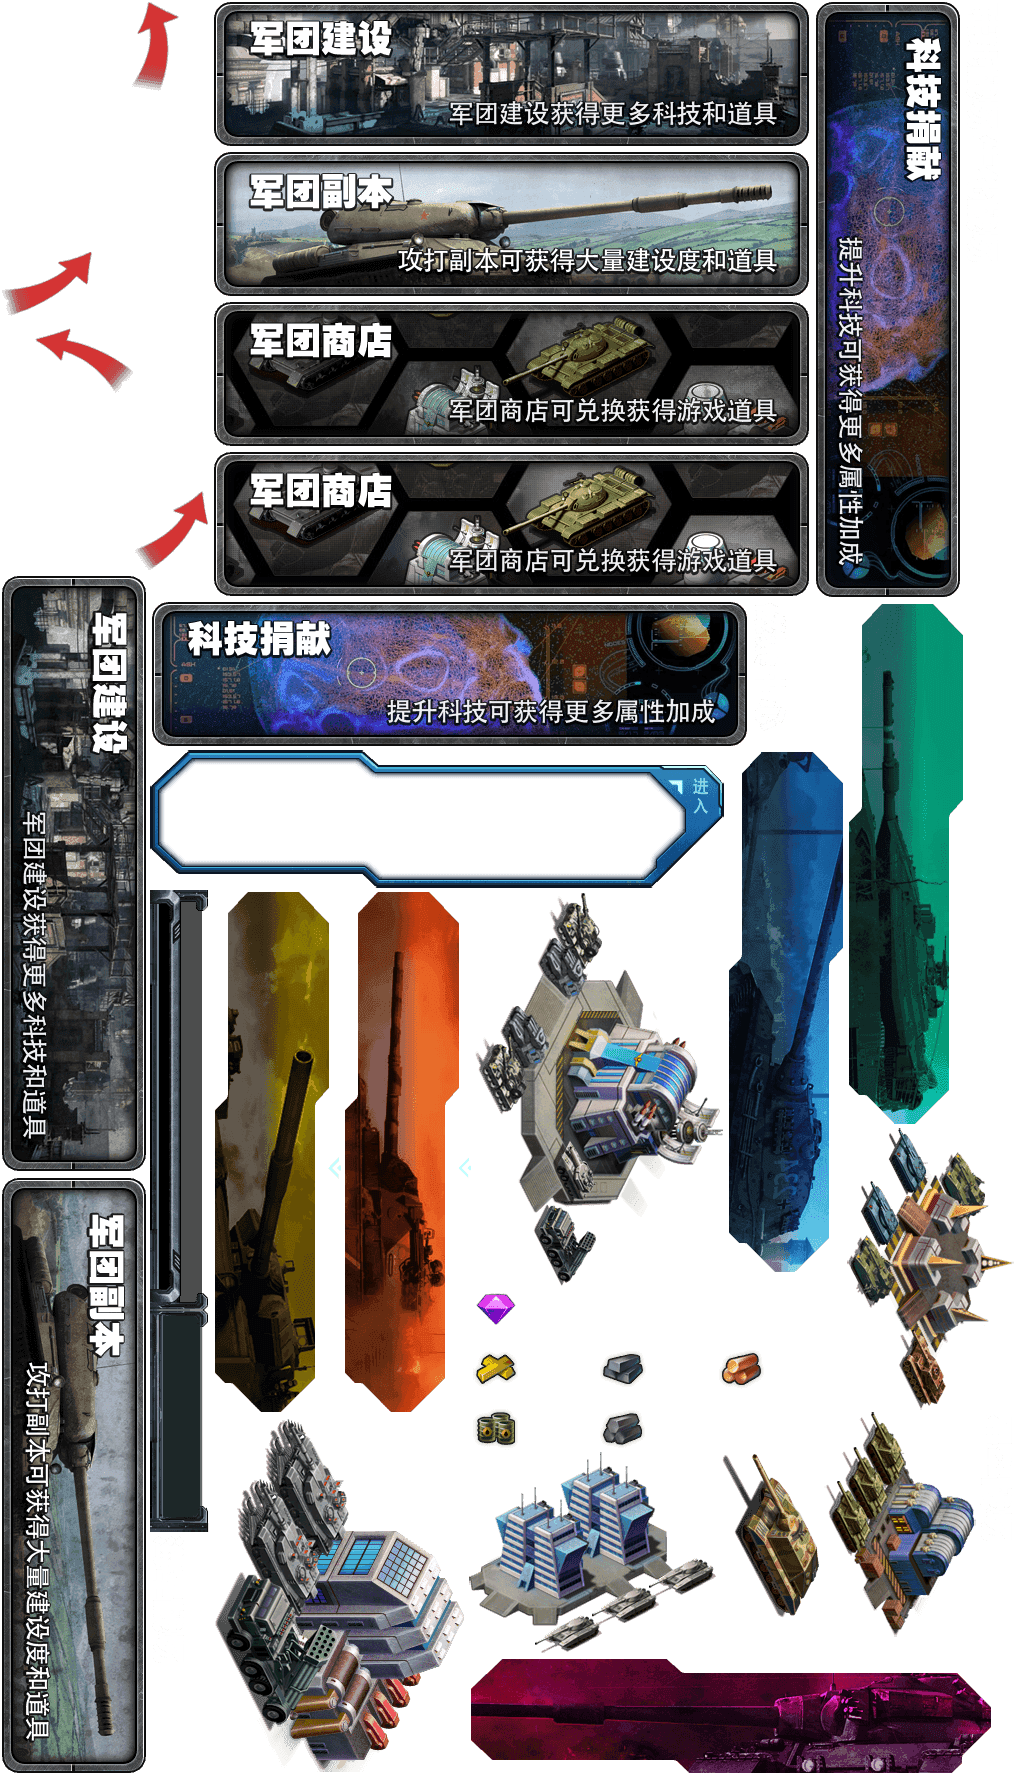 军团建设
军团建设获得更多科技和道具
军团副本
攻打副本可获得大量建设度和道具
军团商店
军团商店可兑换获得游戏道具
军团商店
军团商店可兑换获得游戏道具
科技捐献
提升科技可获得更多属性加成
科技捐献
提升科技可获得更多属性加成
进入
军团建设
军团建设获得更多科技和道具
军团副本
攻打副本可获得大量建设度和道具